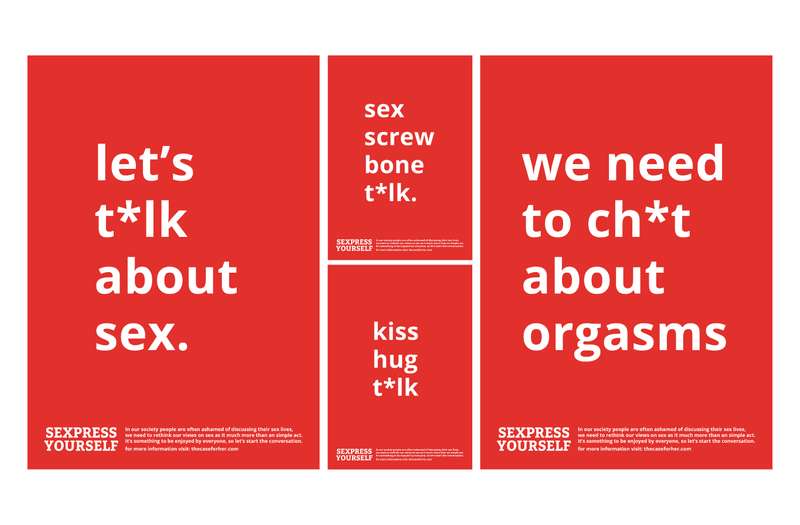 let's
t*lk
about
sex.
SEXPRESS
YOURSELF
In our society people are often ashamed of discussing their sex lives,
we need to rethink our views on sex as it much more than an simple act.
It's something to be enjoyed by everyone, so let's start the conversation.
for more information visit: thecaseforher.com
sex
screw
bone
t*lk.
SEXPRESS
YOURSELF
kiss
hug
t*lk
SEXPRESS
YOURSELF
we need
to ch*t
about
orgasms
SEXPRESS
YOURSELF
In our society people are often ashamed of discussing their sex lives,
we need to rethink our views on sex as it much more than an simple act.
It's something to be enjoyed by everyone, so let's start the conversation.
for more information visit: thecaseforher.com